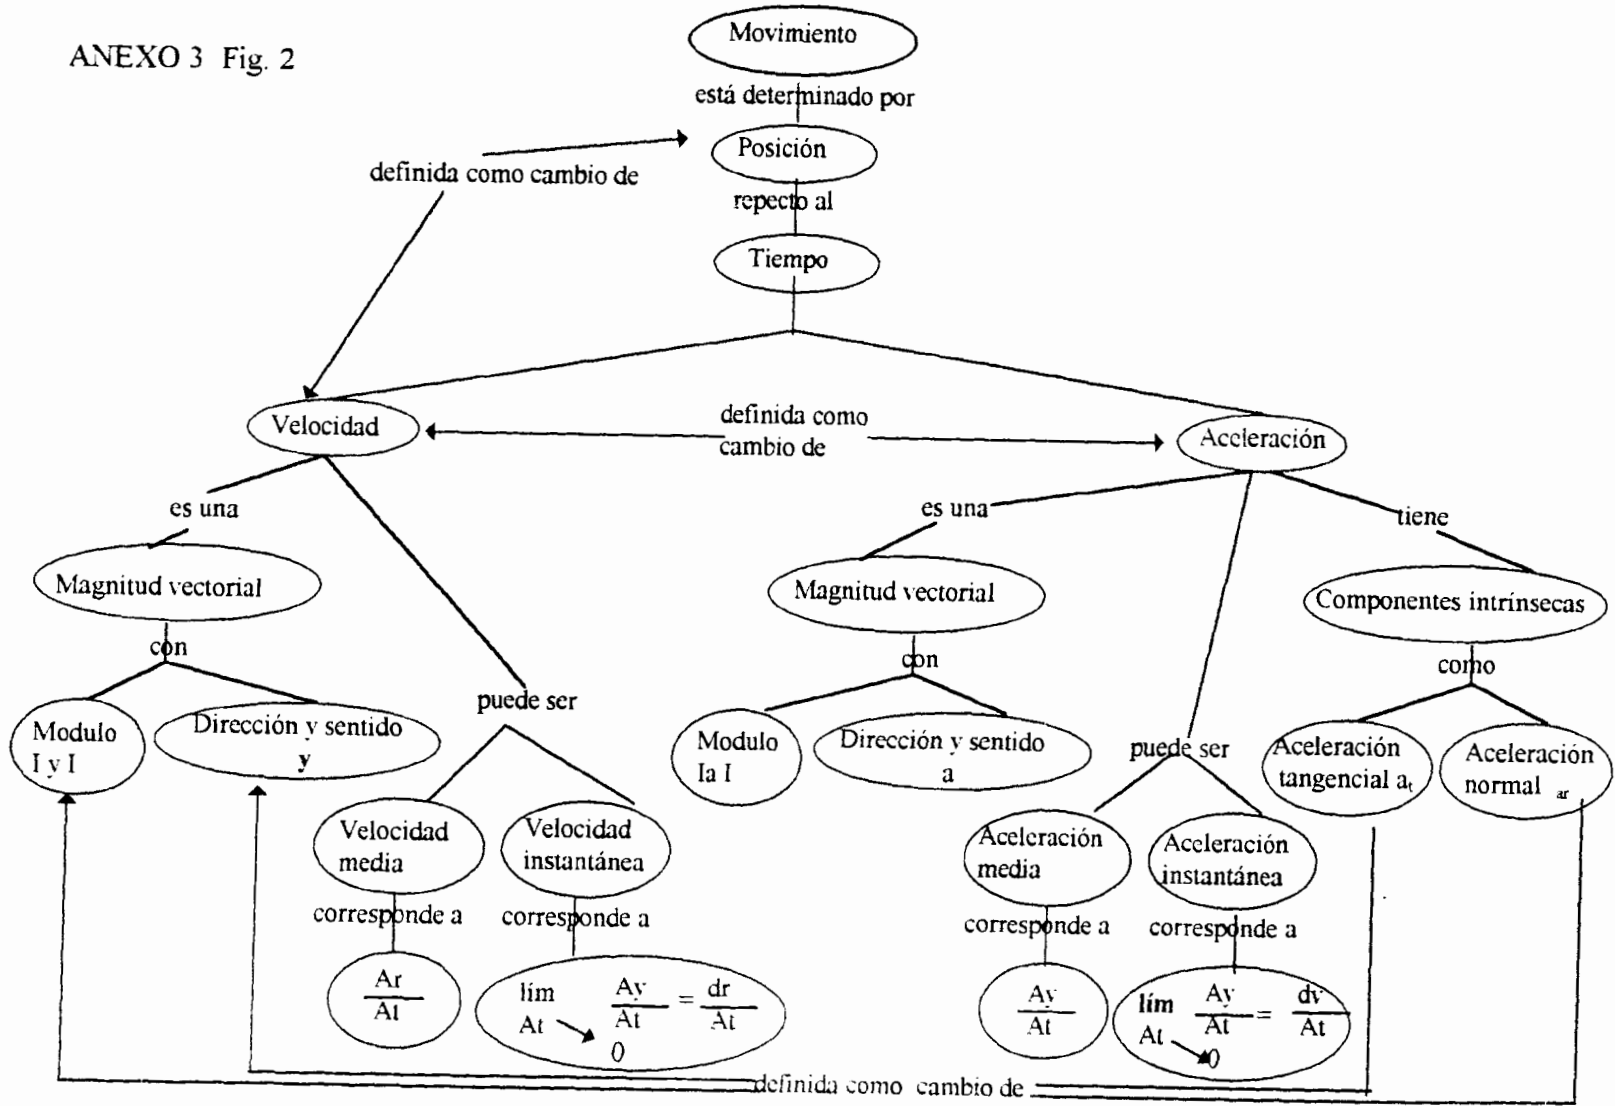 ANEXO 3 Fig. 2
Movimiento
está determinado por
Posición
definida como cambio de
repecto al
Tiempo
Velocidad
definida como
cambio de
Aceleración
es una
es una
tiene
Magnitud vectorial
Magnitud vectorial
Componentes intrínsecas
con
con
como
Modulo
I y I
Dirección y sentido
y
puede ser
Modulo
Ia I
Dirección y sentido
a
puede ser
Aceleración
tangencial at
Aceleración
normal ar
Velocidad
media
Velocidad
instantánea
Aceleración
media
Aceleración
instantánea
corresponde a
corresponde a
corresponde a
corresponde a
Ar
At
lím Ay = dr
At At At
0
Ay
At
lím Ay = dv
At At At
0
definida como cambio de